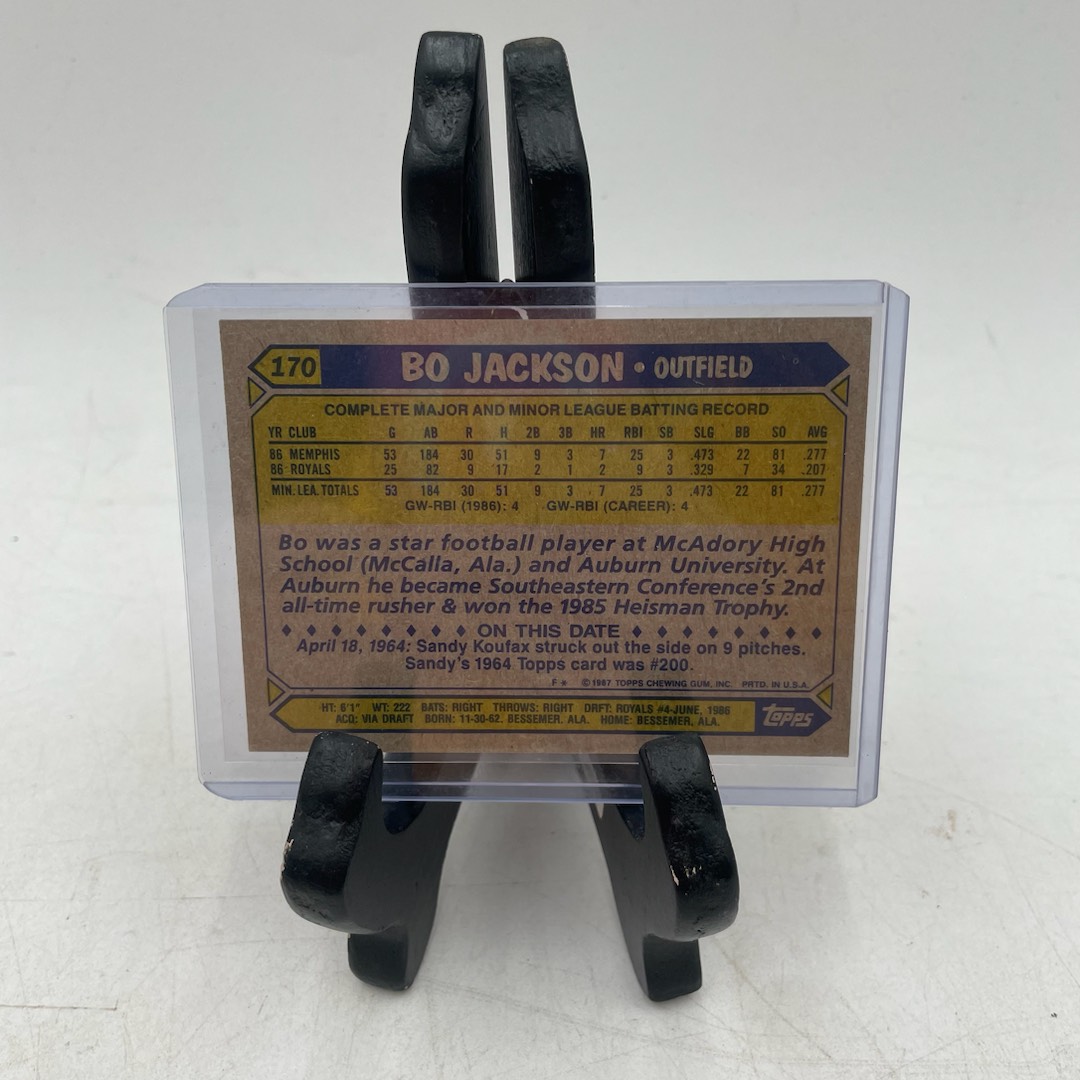 170 BO JACKSON • OUTFIELD
COMPLETE MAJOR AND MINOR LEAGUE BATTING RECORD
YR CLUB G AB R H 2B 3B HR RBI SB SLG BB SO AVG
86 MEMPHIS 53 184 30 51 9 3 7 25 3 .473 22 81 .277
86 ROYALS 25 82 9 17 2 1 2 9 3 .329 7 34 .207
MIN. LEA. TOTALS 53 184 30 51 9 3 7 25 3 .473 22 81 .277
GW-RBI (1986): 4 GW-RBI (CAREER): 4
Bo was a star football player at McAdory High
School (McCalla, Ala.) and Auburn University. At
Auburn he became Southeastern Conference's 2nd
all-time rusher & won the 1985 Heisman Trophy.
♦ ♦ ♦ ♦ ♦ ♦ ♦ ♦ ON THIS DATE ♦ ♦ ♦ ♦ ♦ ♦ ♦ ♦
April 18, 1964: Sandy Koufax struck out the side on 9 pitches.
Sandy's 1964 Topps card was #200.
F * © 1987 TOPPS CHEWING GUM, INC. PRTD. IN U.S.A.
HT: 6'1" WT: 222 BATS: RIGHT THROWS: RIGHT DRFT: ROYALS #4-JUNE, 1986
ACQ: VIA DRAFT BORN: 11-30-62, BESSEMER, ALA. HOME: BESSEMER, ALA.
topps